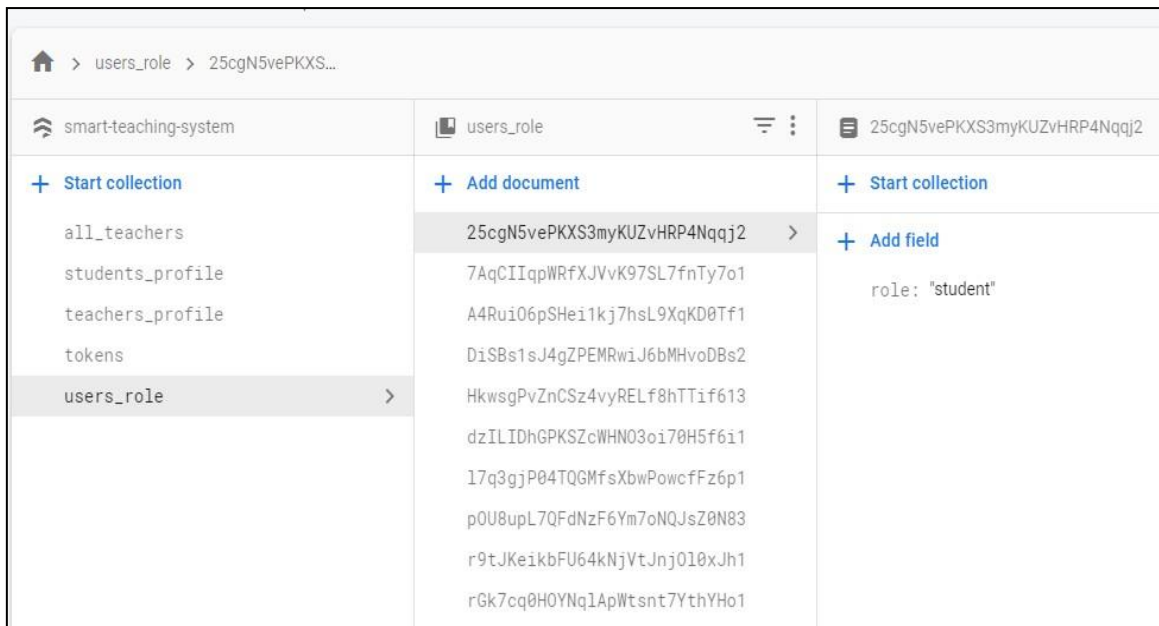 users_role > 25cgN5vePKXS...
smart-teaching-system
users_role
25cgN5vePKXS3myKUZvHRP4Nqqj2
+ Start collection
+ Add document
+ Start collection
all_teachers
students_profile
teachers_profile
tokens
users_role
25cgN5vePKXS3myKUZvHRP4Nqqj2
7AqCIIqpWRfXJVvK97SL7fnTy7o1
A4RuiO6pSHei1kj7hsL9XqKD0Tf1
DiSBs1sJ4gZPEMRwiJ6bMHvoDBs2
HkwsgPvZnCSz4vyRELf8hTTif613
dzILIDhGPKSZcWHNO3oi70H5f6i1
l7q3gjP04TQGMfsXbwPowcfFz6p1
pOU8upL7QFdNzF6Ym7oNQJsZ0N83
r9tJKeikbFU64kNjVtJnjOl0xJh1
rGk7cq0HOYNqlApWtsnt7YthYHo1
+ Add field
role: "student"